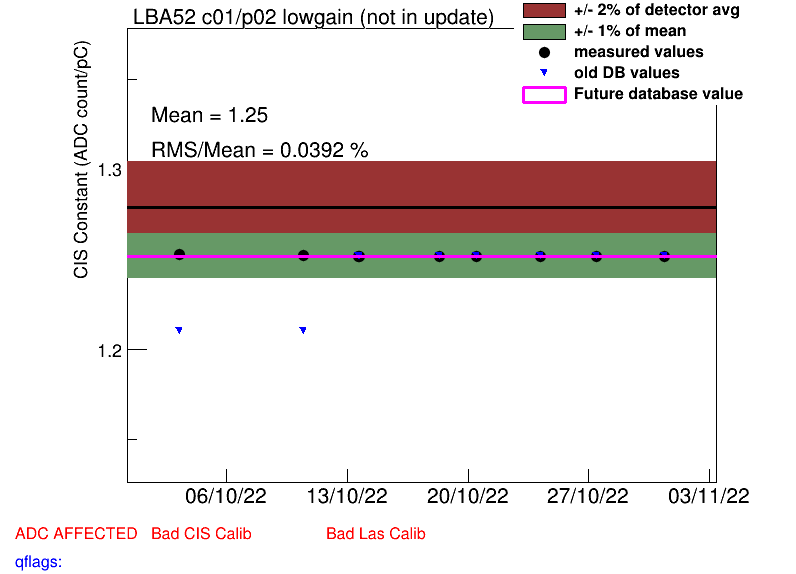 LBA52 c01/p02 lowgain (not in update)
+/- 2% of detector avg
+/- 1% of mean
measured values
old DB values
Future database value
CIS Constant (ADC count/pC)
Mean = 1.25
RMS/Mean = 0.0392 %
1.3
1.2
06/10/22 13/10/22 20/10/22 27/10/22 03/11/22
ADC AFFECTED Bad CIS Calib Bad Las Calib
qflags: